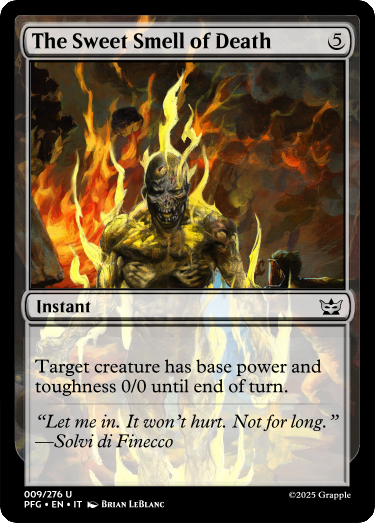 The Sweet Smell of Death 5
Instant
Target creature has base power and
toughness 0/0 until end of turn.
“Let me in. It won’t hurt. Not for long.”
—Solvi di Finecco
009/276 U
PFG • EN • IT Brian LeBlanc
©2025 Grapple